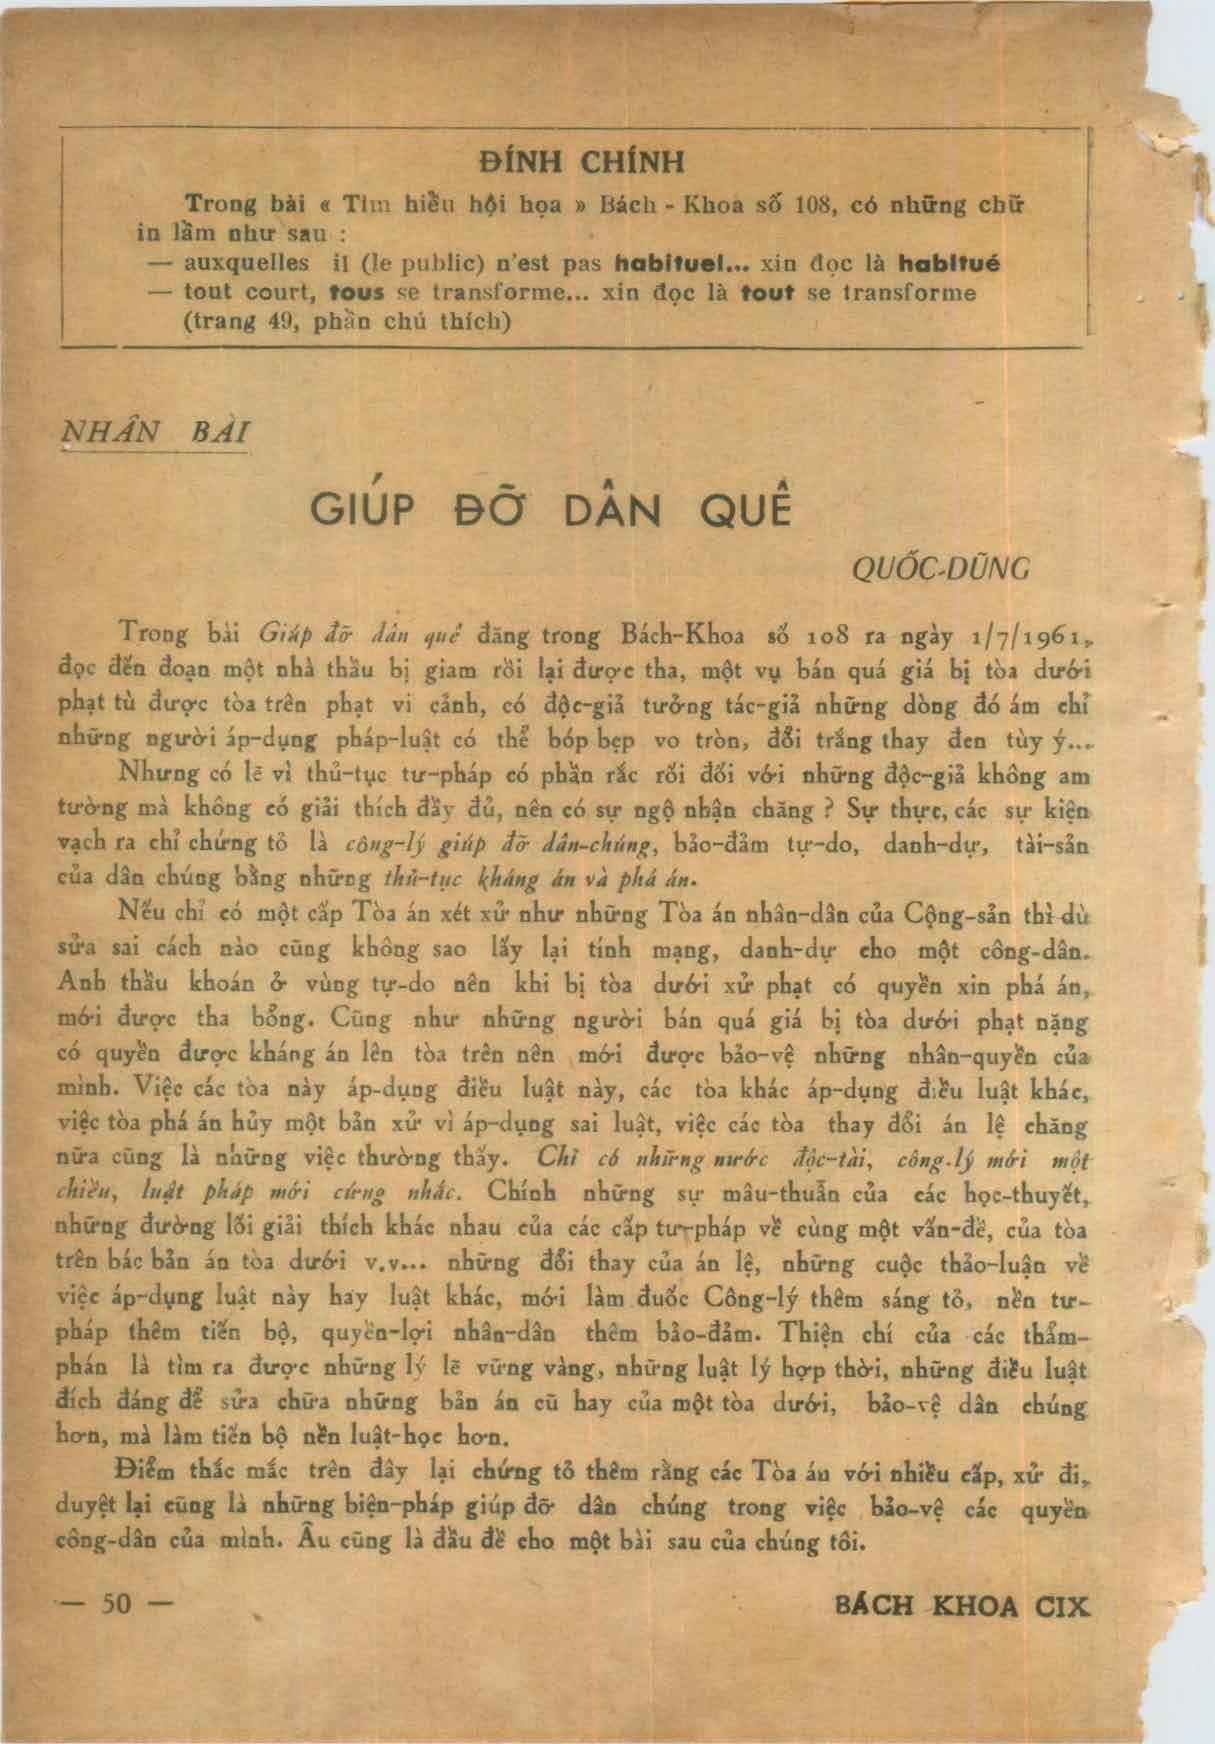 ĐÍNH CHÍNH
Trong bài « Tìm hiểu hội họa » Bách - Khoa số 108, có những chữ
in lầm như sau :
— auxquelles il (le public) n'est pas habituel... xin đọc là habitué
— tout court, tous se transforme... xin đọc là tout se transforme
(trang 49, phần chú thích)
NHÂN BÀI
GIÚP ĐỠ DÂN QUÊ
QUỐC-DŨNG
Trong bài Giúp đỡ dân quê đăng trong Bách-Khoa số 108 ra ngày 1/7/1961,
đọc đến đoạn một nhà thầu bị giam rồi lại được tha, một vụ bán quá giá bị tòa dưới
phạt tù được tòa trên phạt vi cảnh, có độc-giả tưởng tác-giả những dòng đó ám chỉ
những người áp-dụng pháp-luật có thể bóp bẹp vo tròn, đổi trắng thay đen tùy ý...
Nhưng có lẽ vì thủ-tục tư-pháp có phần rắc rối đối với những độc-giả không am
tường mà không có giải thích đầy đủ, nên có sự ngộ nhận chăng ? Sự thực, các sự kiện
vạch ra chỉ chứng tỏ là công-lý giúp đỡ dân-chúng, bảo-đảm tự-do, danh-dự, tài-sản
của dân chúng bằng những thủ-tục kháng án và phá án.
Nếu chỉ có một cấp Tòa án xét xử như những Tòa án nhân-dân của Cộng-sản thì dù
sửa sai cách nào cũng không sao lấy lại tính mạng, danh-dự cho một công-dân.
Anh thầu khoán ở vùng tự-do nên khi bị tòa dưới xử phạt có quyền xin phá án,
mới được tha bổng. Cũng như những người bán quá giá bị tòa dưới phạt nặng
có quyền được kháng án lên tòa trên nên mới được bảo-vệ những nhân-quyền của
mình. Việc các tòa này áp-dụng điều luật này, các tòa khác áp-dụng điều luật khác,
việc tòa phá án hủy một bản xử vì áp-dụng sai luật, việc các tòa thay đổi án lệ chăng
nữa cũng là những việc thường thấy. Chỉ có những nước độc-tài, công-lý mới một
chiều, luật pháp mới cứng nhắc. Chính những sự mâu-thuẫn của các học-thuyết,
những đường lối giải thích khác nhau của các cấp tư-pháp về cùng một vấn-đề, của tòa
trên bác bản án tòa dưới v.v... những đổi thay của án lệ, những cuộc thảo-luận về
việc áp-dụng luật này hay luật khác, mới làm đuốc Công-lý thêm sáng tỏ, nền tư-
pháp thêm tiến bộ, quyền-lợi nhân-dân thêm bảo-đảm. Thiện chí của các thẩm-
phán là tìm ra được những lý lẽ vững vàng, những luật lý hợp thời, những điều luật
đích đáng để sửa chữa những bản án cũ hay của một tòa dưới, bảo-vệ dân chúng
hơn, mà làm tiến bộ nền luật-học hơn.
Điểm thắc mắc trên đây lại chứng tỏ thêm rằng các Tòa án với nhiều cấp, xử đi,
duyệt lại cũng là những biện-pháp giúp đỡ dân chúng trong việc bảo-vệ các quyền
công-dân của mình. Âu cũng là đầu đề cho một bài sau của chúng tôi.
— 50 —
BÁCH KHOA CIX